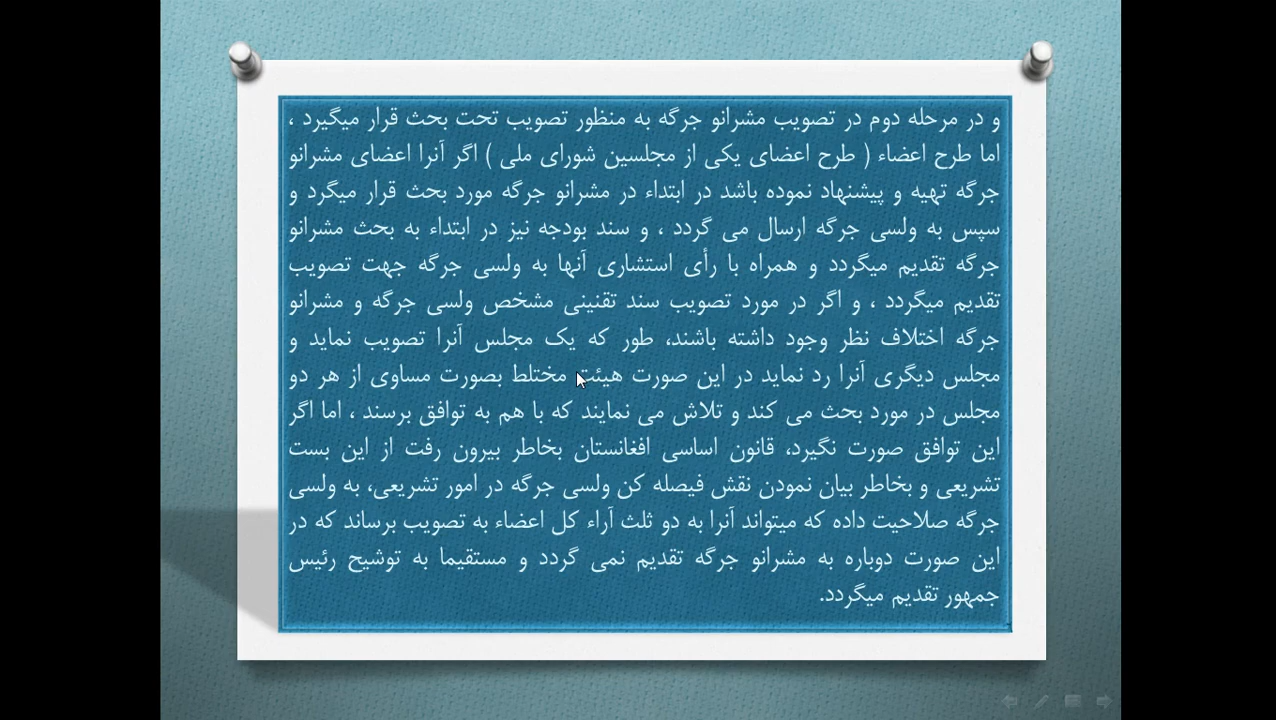 و در مرحله دوم در تصویب مشرانو جرگه به منظور تصویب تحت بحث قرار میگیرد ،
اما طرح اعضاء ( طرح اعضای یکی از مجلسین شورای ملی ) اگر آنرا اعضای مشرانو
جرگه تهیه و پیشنهاد نموده باشد در ابتداء در مشرانو جرگه مورد بحث قرار میگرد و
سپس به ولسی جرگه ارسال می گردد ، و سند بودجه نیز در ابتداء به بحث مشرانو
جرگه تقدیم میگردد و همراه با رأی استشاری آنها به ولسی جرگه جهت تصویب
تقدیم میگردد ، و اگر در مورد تصویب سند تقنینی مشخص ولسی جرگه و مشرانو
جرگه اختلاف نظر وجود داشته باشند، طور که یک مجلس آنرا تصویب نماید و
مجلس دیگری آنرا رد نماید در این صورت هیئت مختلط بصورت مساوی از هر دو
مجلس در مورد بحث می کند و تلاش می نمایند که با هم به توافق برسند ، اما اگر
این توافق صورت نگیرد، قانون اساسی افغانستان بخاطر بیرون رفت از این بست
تشریعی و بخاطر بیان نمودن نقش فیصله کن ولسی جرگه در امور تشریعی، به ولسی
جرگه صلاحیت داده که میتواند آنرا به دو ثلث آراء کل اعضاء به تصویب برساند که در
این صورت دوباره به مشرانو جرگه تقدیم نمی گردد و مستقیما به توشیح رئیس
جمهور تقدیم میگردد.